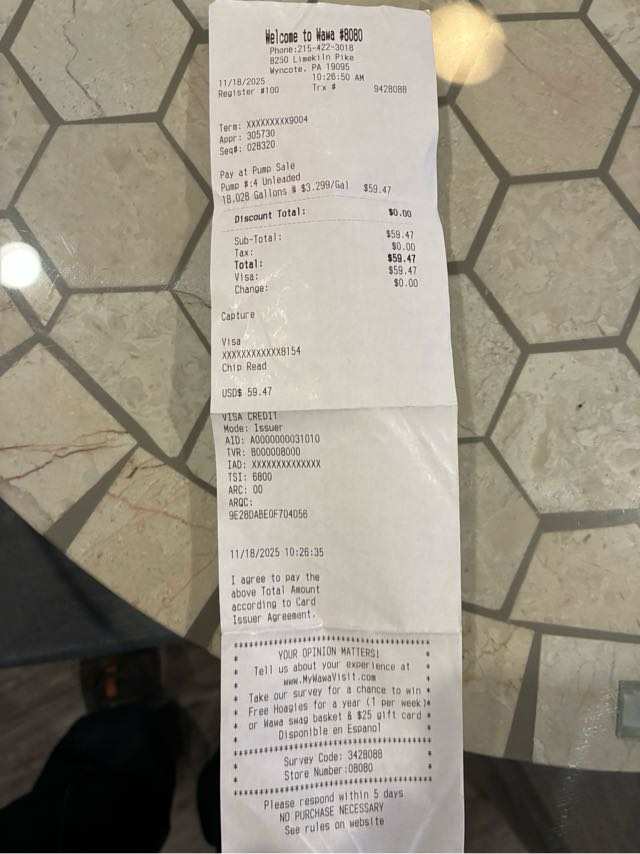 Welcome to Wawa #8080
Phone:215-422-3018
8250 Limekiln Pike
Wyncote, PA 19095
11/18/2025 10:26:50 AM
Register #100 Trx # 9428088
Term: XXXXXXXXX9004
Appr: 305730
Seq#: 028320
Pay at Pump Sale
Pump #:4 Unleaded
18.028 Gallons @ $3.299/Gal $59.47
Discount Total: $0.00
Sub-Total: $59.47
Tax: $0.00
Total: $59.47
Visa: $59.47
Change: $0.00
Capture
Visa
XXXXXXXXXXXX8154
Chip Read
USD$ 59.47
VISA CREDIT
Mode: Issuer
AID: A0000000031010
TVR: 8000008000
IAD: XXXXXXXXXXXXXX
TSI: 6800
ARC: 00
ARQC:
9E28DABE0F704D56
11/18/2025 10:26:35
I agree to pay the
above Total Amount
according to Card
Issuer Agreement.
YOUR OPINION MATTERS!
Tell us about your experience at
www.MyWawaVisit.com
Take our survey for a chance to win
Free Hoagies for a year (1 per week)
or Wawa swag basket & $25 gift card
Disponible en Espanol
Survey Code: 3428088
Store Number:08080
Please respond within 5 days
NO PURCHASE NECESSARY
See rules on website